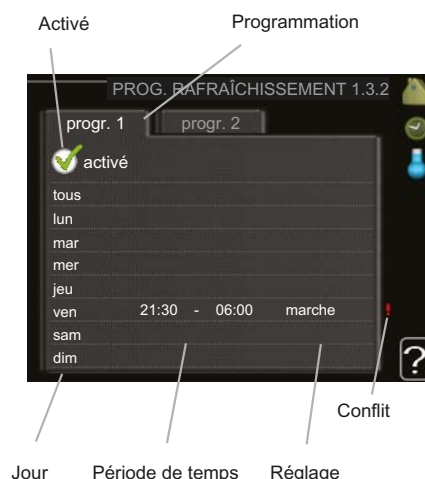 Activé
Programmation
PROG. RAFRAÎCHISSEMENT 1.3.2
progr. 1
progr. 2
activé
tous
lun
mar
mer
jeu
ven 21:30 - 06:00 marche !
sam
dim
?
Conflit
Jour
Période de temps
Réglage